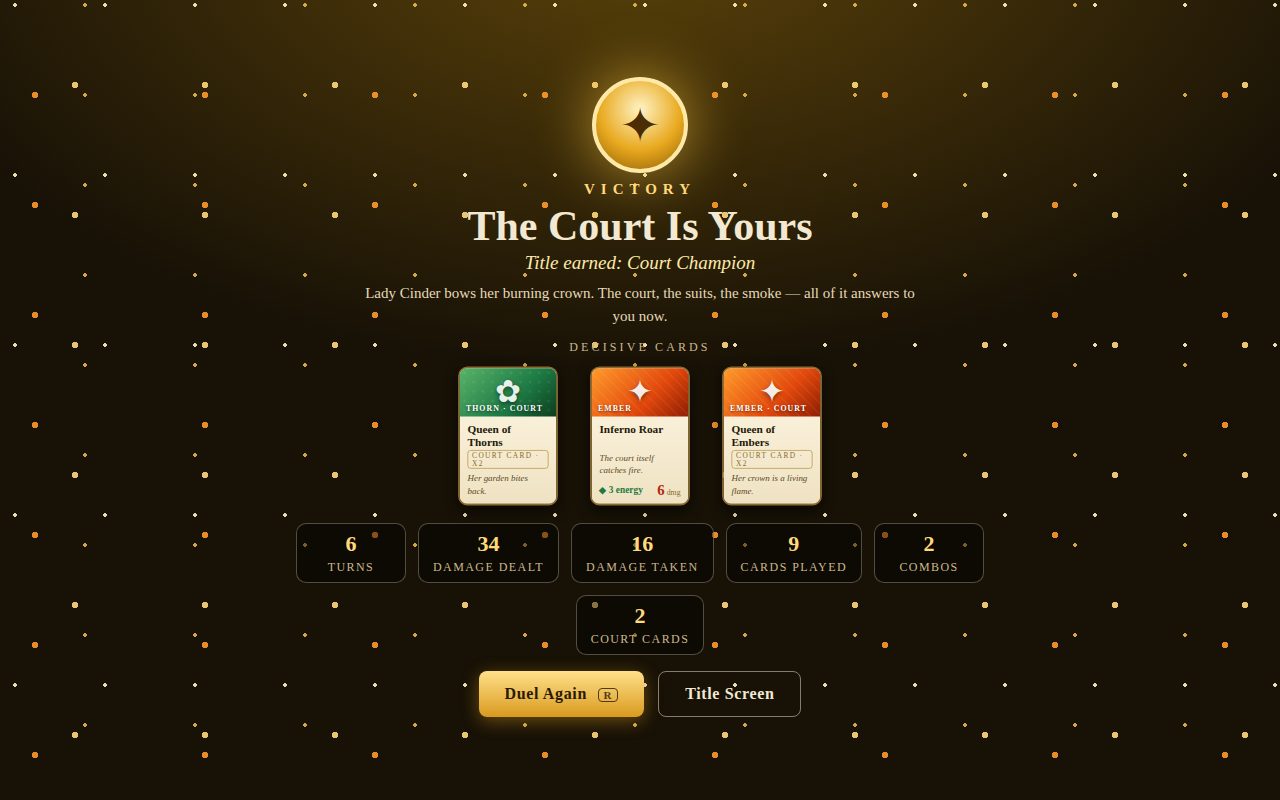 VICTORY
The Court Is Yours
Title earned: Court Champion
Lady Cinder bows her burning crown. The court, the suits, the smoke — all of it answers to
you now.
DECISIVE CARDS
THORN · COURT
Queen of
Thorns
COURT CARD ·
X2
Her garden bites
back.
EMBER
Inferno Roar
The court itself
catches fire.
◆ 3 energy 6 dmg
EMBER · COURT
Queen of
Embers
COURT CARD ·
X2
Her crown is a living
flame.
6
TURNS
34
DAMAGE DEALT
16
DAMAGE TAKEN
9
CARDS PLAYED
2
COMBOS
2
COURT CARDS
Duel Again R
Title Screen